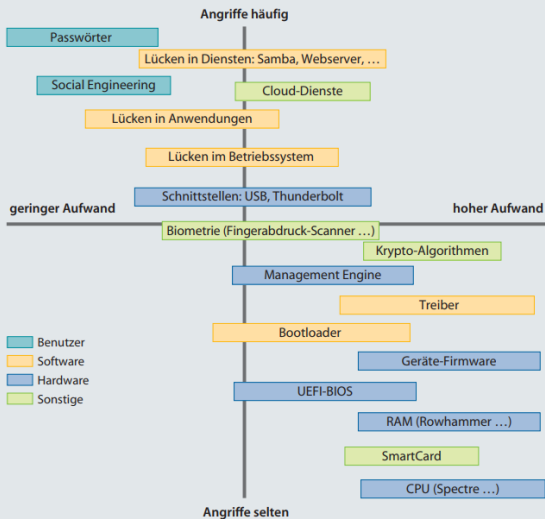 Angriffe häufig
Passwörter
Lücken in Diensten: Samba, Webserver, …
Social Engineering
Cloud-Dienste
Lücken in Anwendungen
Lücken im Betriebssystem
Schnittstellen: USB, Thunderbolt
geringer Aufwand
hoher Aufwand
Biometrie (Fingerabdruck-Scanner …)
Krypto-Algorithmen
Management Engine
Treiber
Bootloader
Benutzer
Software
Geräte-Firmware
Hardware
UEFI-BIOS
Sonstige
RAM (Rowhammer …)
SmartCard
CPU (Spectre …)
Angriffe selten